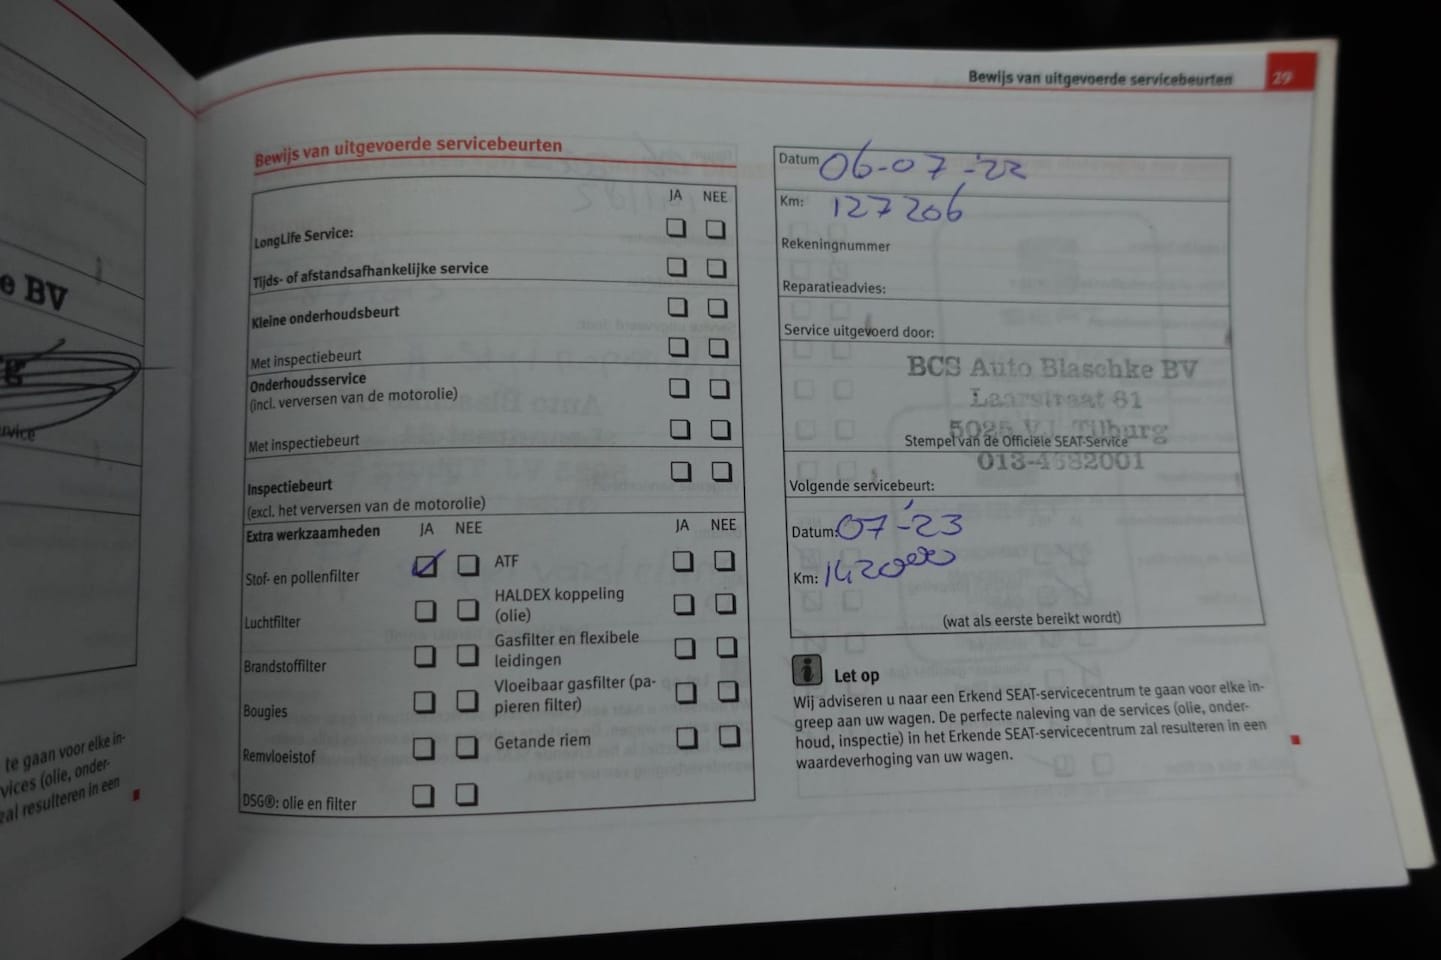 e BV
rvice
te gaan voor elke in-
vices (olie, onder-
zal resulteren in een
Bewijs van uitgevoerde servicebeurten 29
Bewijs van uitgevoerde servicebeurten
JA NEE
LongLife Service:
Tijds- of afstandsafhankelijke service
Kleine onderhoudsbeurt
Met inspectiebeurt
Onderhoudsservice
(incl. verversen van de motorolie)
Met inspectiebeurt
Inspectiebeurt
(excl. het verversen van de motorolie)
Extra werkzaamheden JA NEE JA NEE
Stof- en pollenfilter
Luchtfilter
Brandstoffilter
Bougies
Remvloeistof
DSG®: olie en filter
ATF
HALDEX koppeling
(olie)
Gasfilter en flexibele
leidingen
Vloeibaar gasfilter (pa-
pieren filter)
Getande riem
Datum 06-07-'22
Km: 127206
Rekeningnummer
Reparatieadvies:
Service uitgevoerd door:
BCS Auto Blaschke BV
Laarstraat 61
5025 VJ Tilburg
Stempel van de Officiële SEAT-Service
013-4682001
Volgende servicebeurt:
Datum: 07-'23
Km: 142000
(wat als eerste bereikt wordt)
Let op
Wij adviseren u naar een Erkend SEAT-servicecentrum te gaan voor elke in-
greep aan uw wagen. De perfecte naleving van de services (olie, onder-
houd, inspectie) in het Erkende SEAT-servicecentrum zal resulteren in een
waardeverhoging van uw wagen.